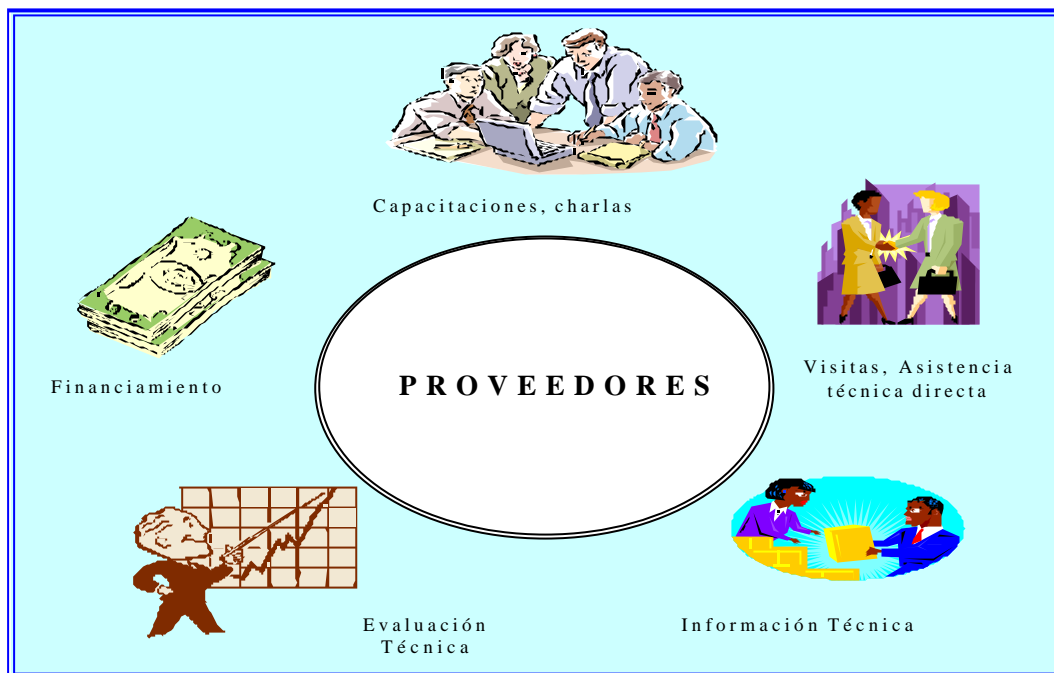 Capacitaciones, charlas
Financiamiento
PROVEEDORES
Visitas, Asistencia
técnica directa
Evaluación
Técnica
Información Técnica